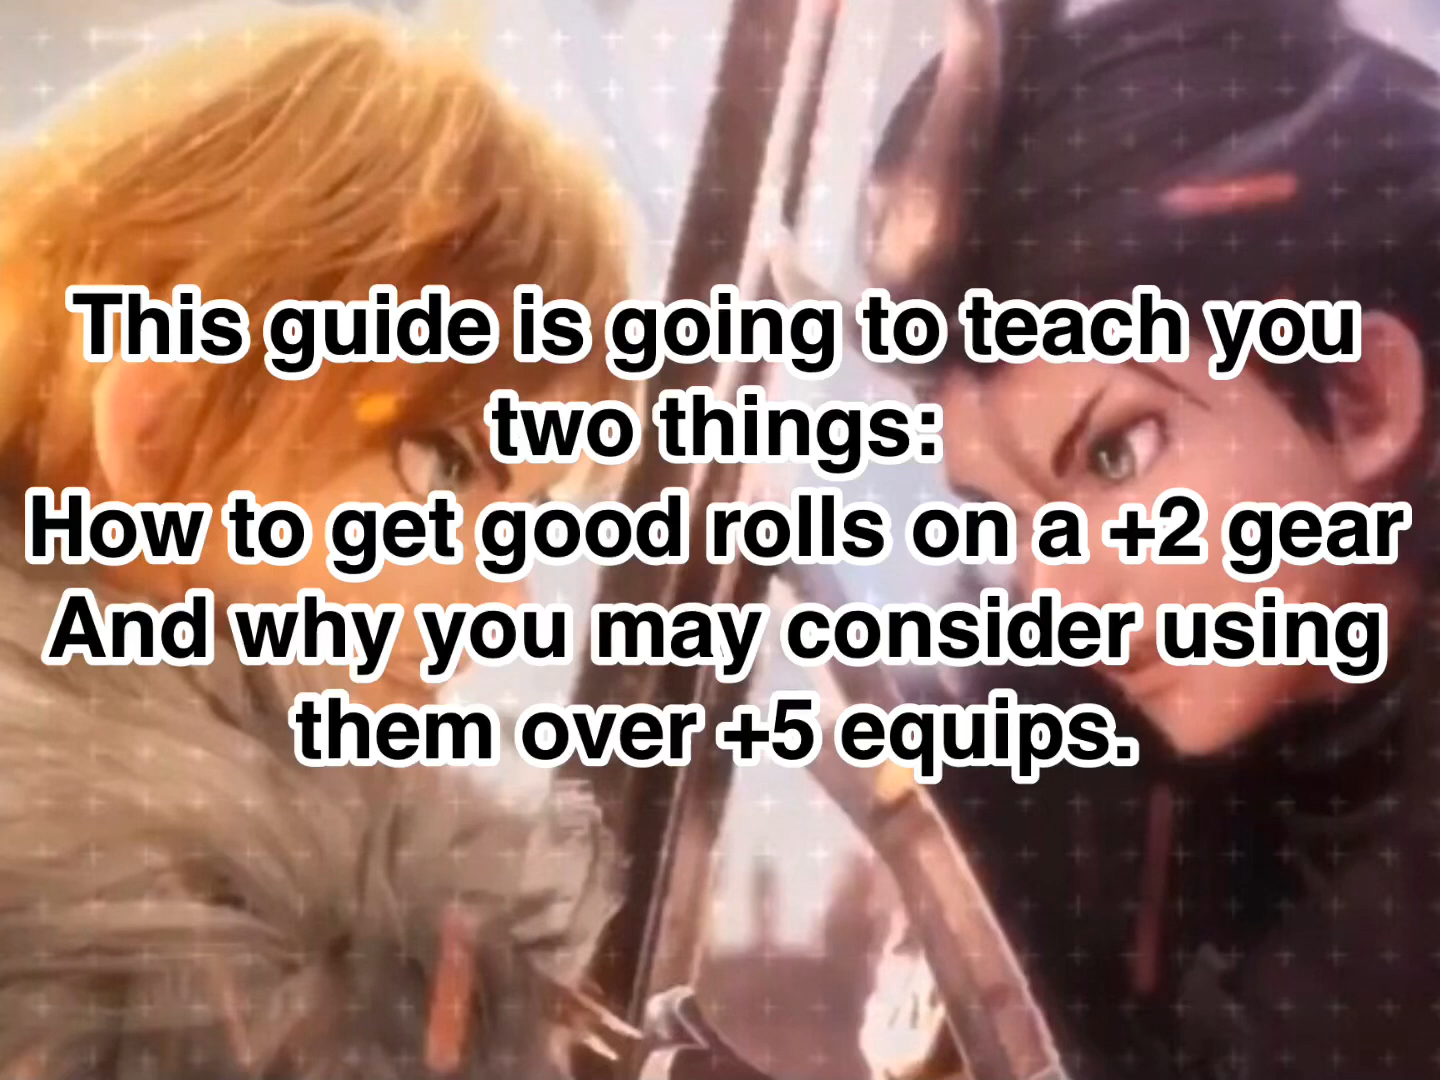 This guide is going to teach you
two things:
How to get good rolls on a +2 gear
And why you may consider using
them over +5 equips.